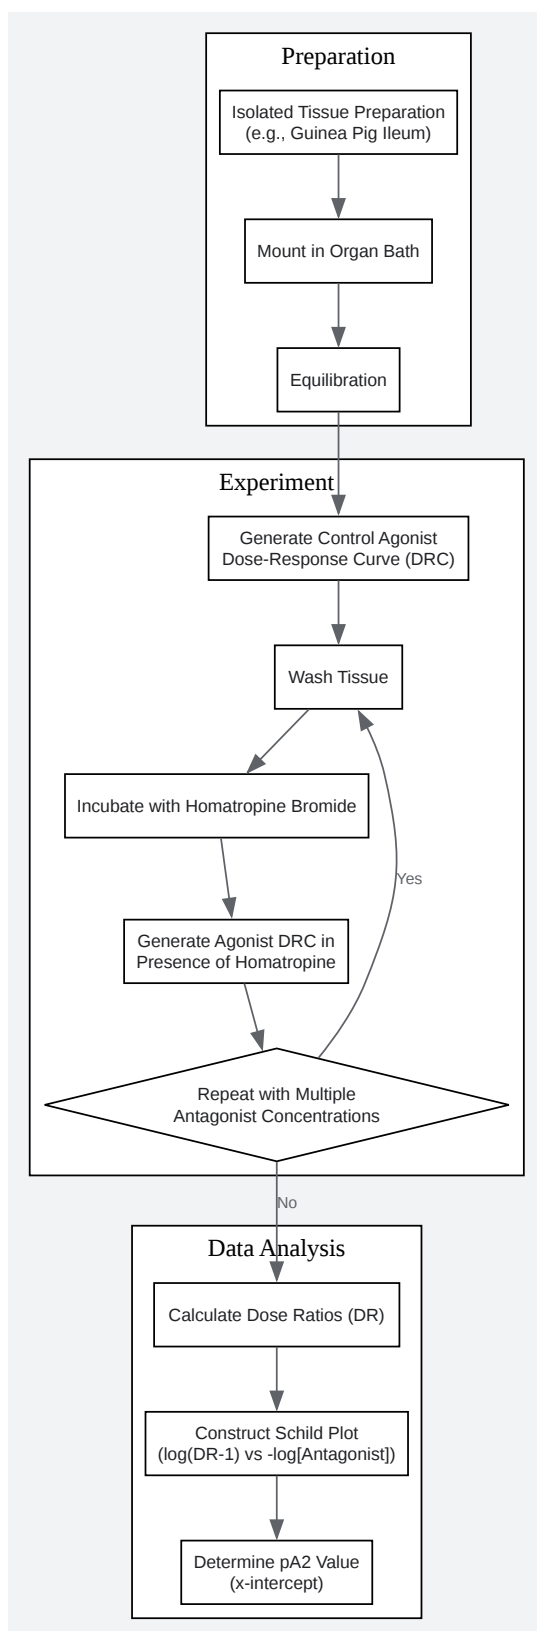 Preparation
Isolated Tissue Preparation
(e.g., Guinea Pig Ileum)
Mount in Organ Bath
Equilibration
Experiment
Generate Control Agonist
Dose-Response Curve (DRC)
Wash Tissue
Incubate with Homatropine Bromide
Yes
Generate Agonist DRC in
Presence of Homatropine
Repeat with Multiple
Antagonist Concentrations
No
Data Analysis
Calculate Dose Ratios (DR)
Construct Schild Plot
(log(DR-1) vs -log[Antagonist])
Determine pA2 Value
(x-intercept)